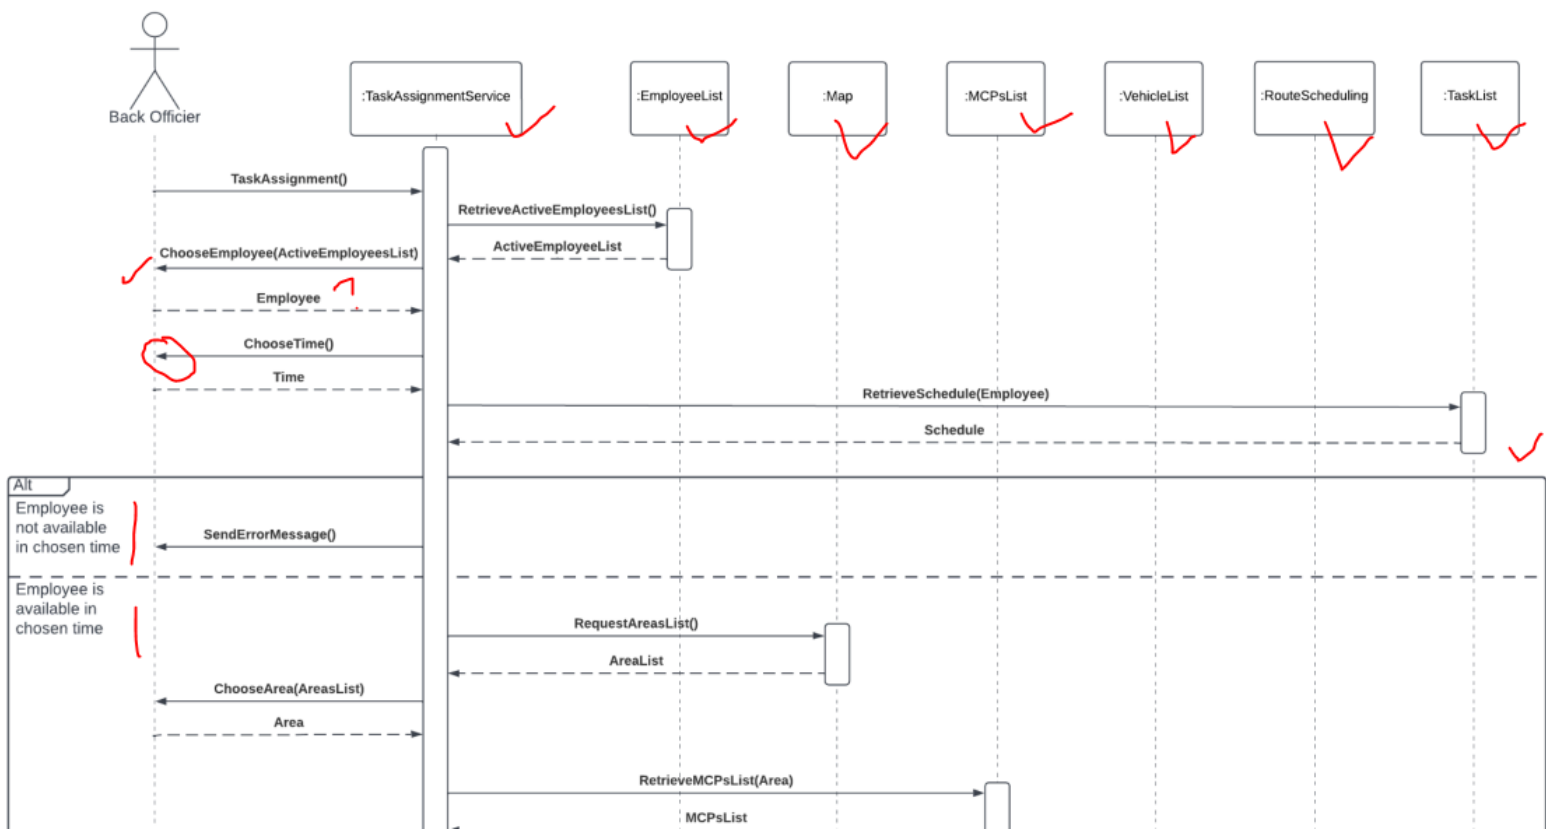 Back Officier
:TaskAssignmentService
:EmployeeList
:Map
:MCPsList
:VehicleList
:RouteScheduling
:TaskList
TaskAssignment()
RetrieveActiveEmployeesList()
ActiveEmployeeList
ChooseEmployee(ActiveEmployeesList)
Employee
ChooseTime()
Time
RetrieveSchedule(Employee)
Schedule
Alt
Employee is
not available
in chosen time
SendErrorMessage()
Employee is
available in
chosen time
RequestAreasList()
AreaList
ChooseArea(AreasList)
Area
RetrieveMCPsList(Area)
MCPsList